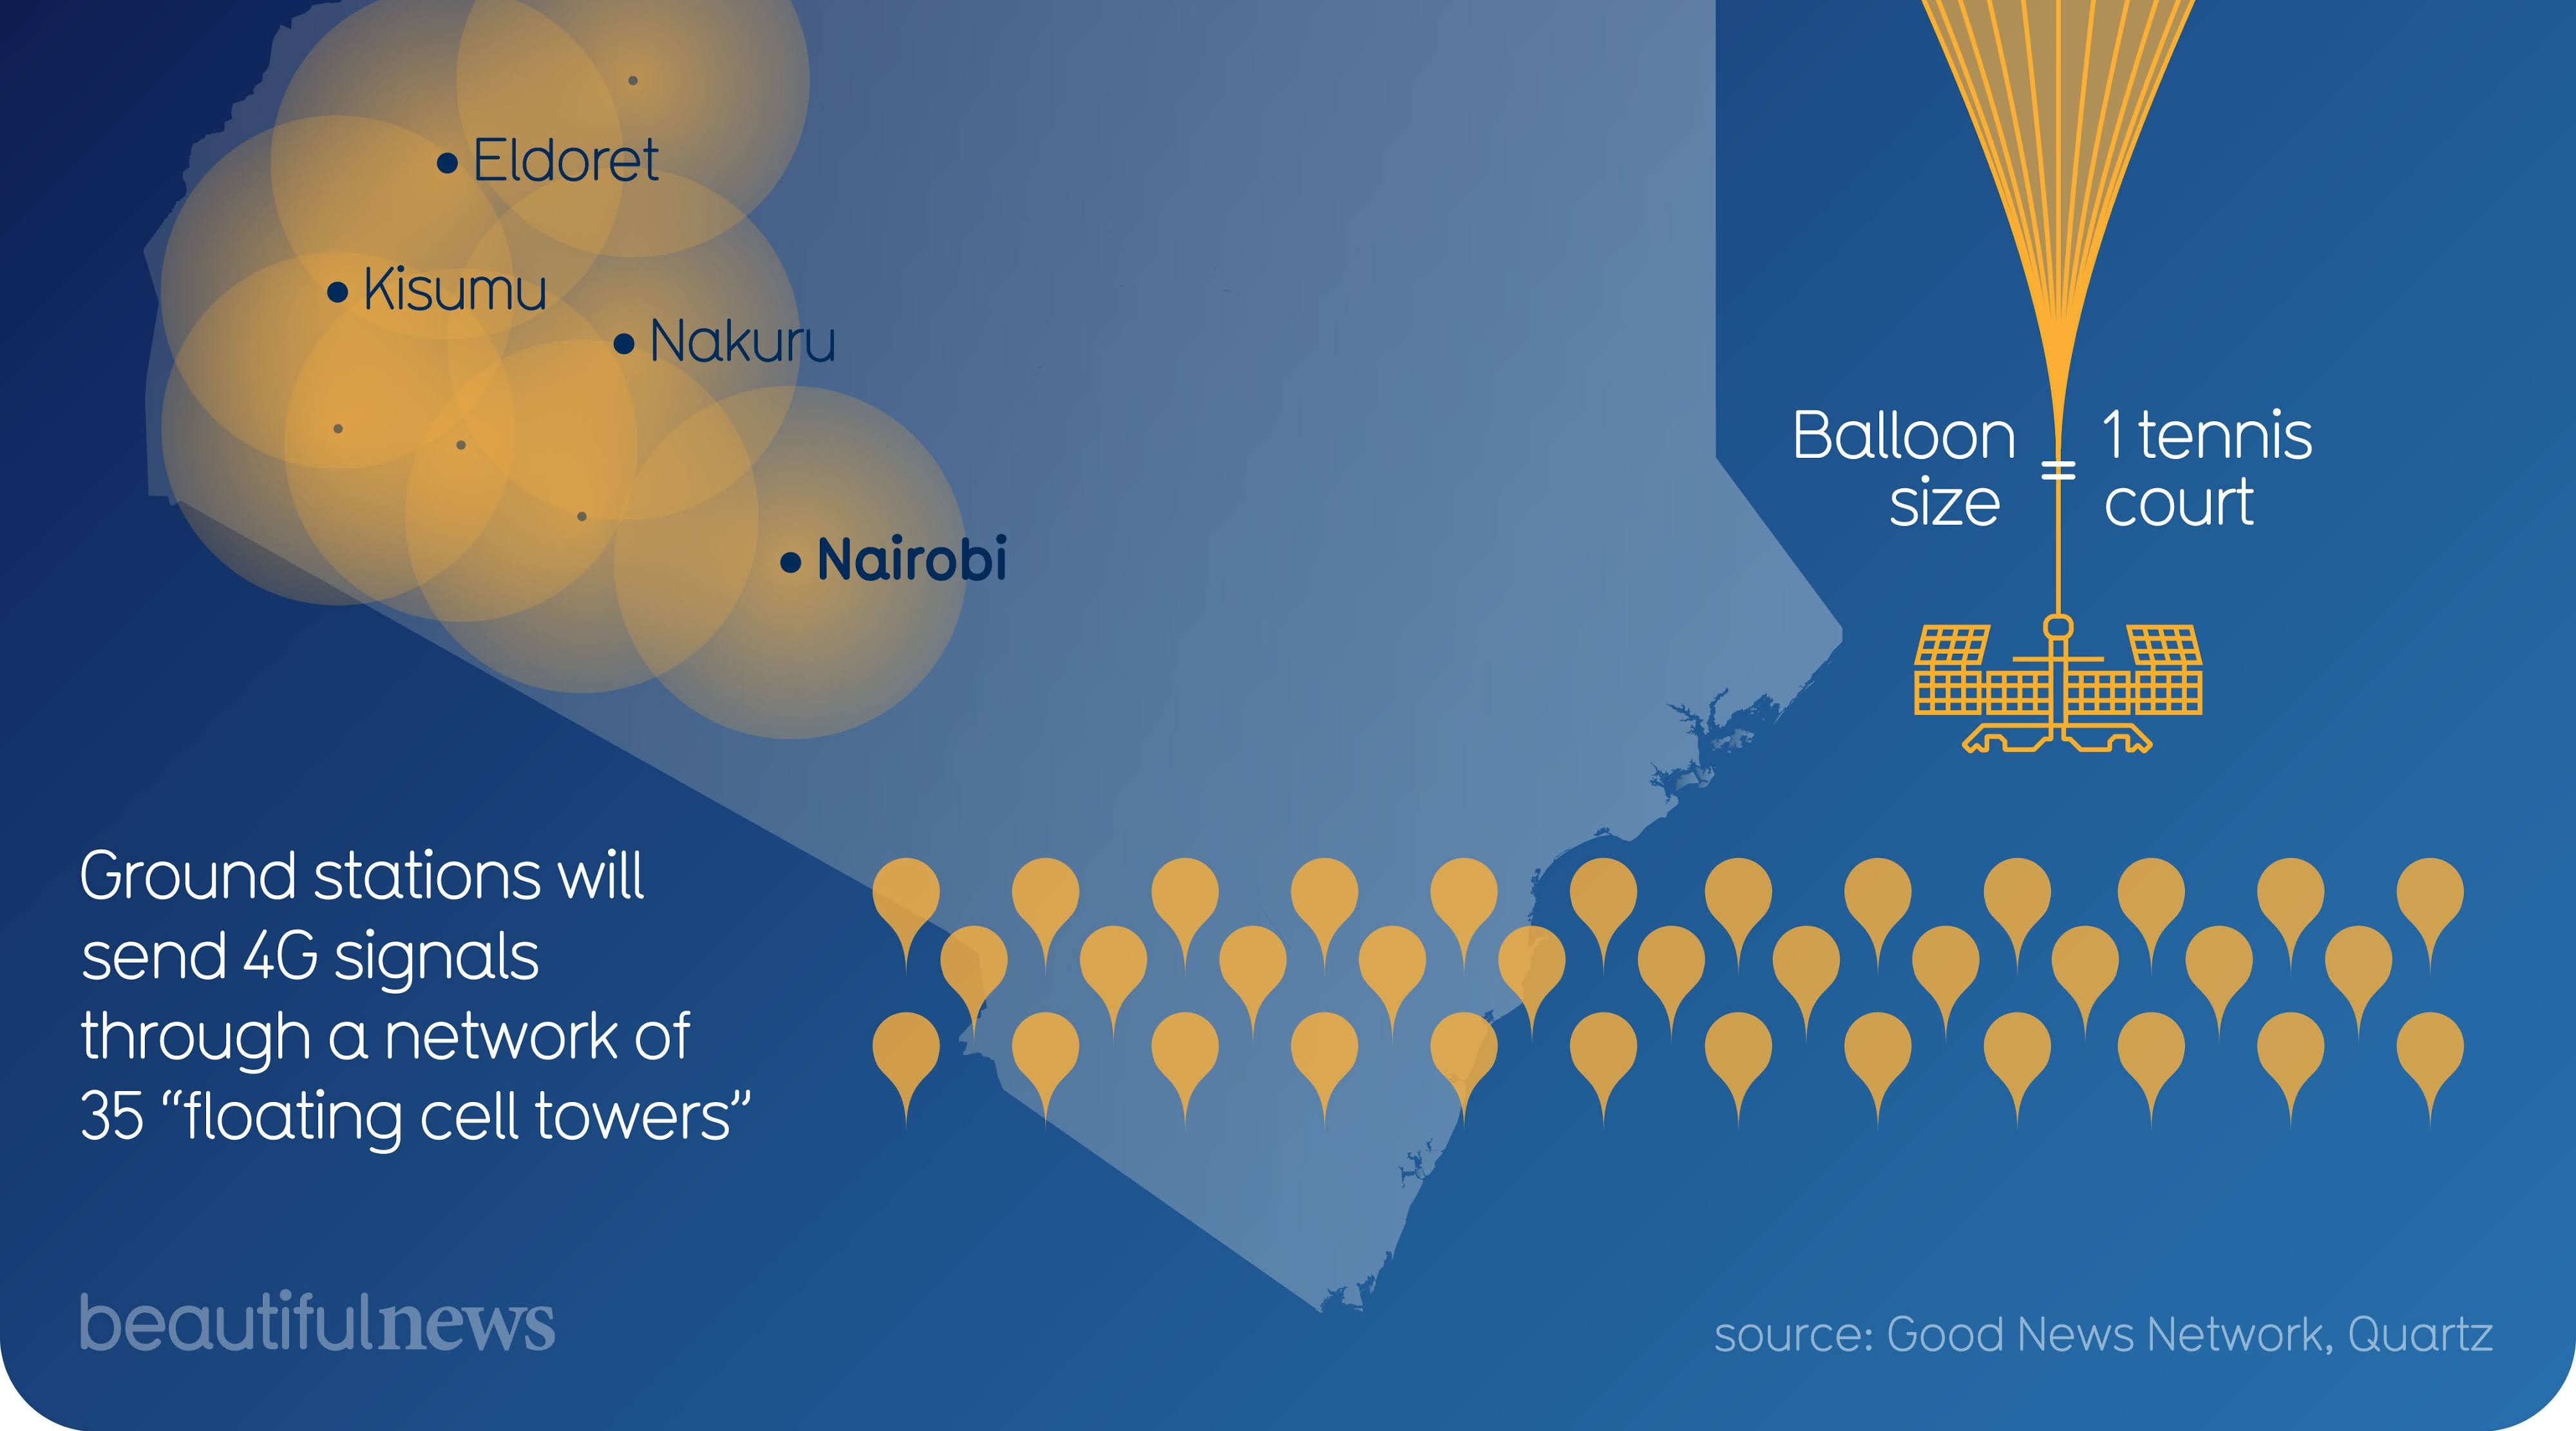 Eldoret
Kisumu
Nakuru
Nairobi
Balloon
size
=
1 tennis
court
Ground stations will
send 4G signals
through a network of
35 “floating cell towers”
beautifulnews
source: Good News Network, Quartz